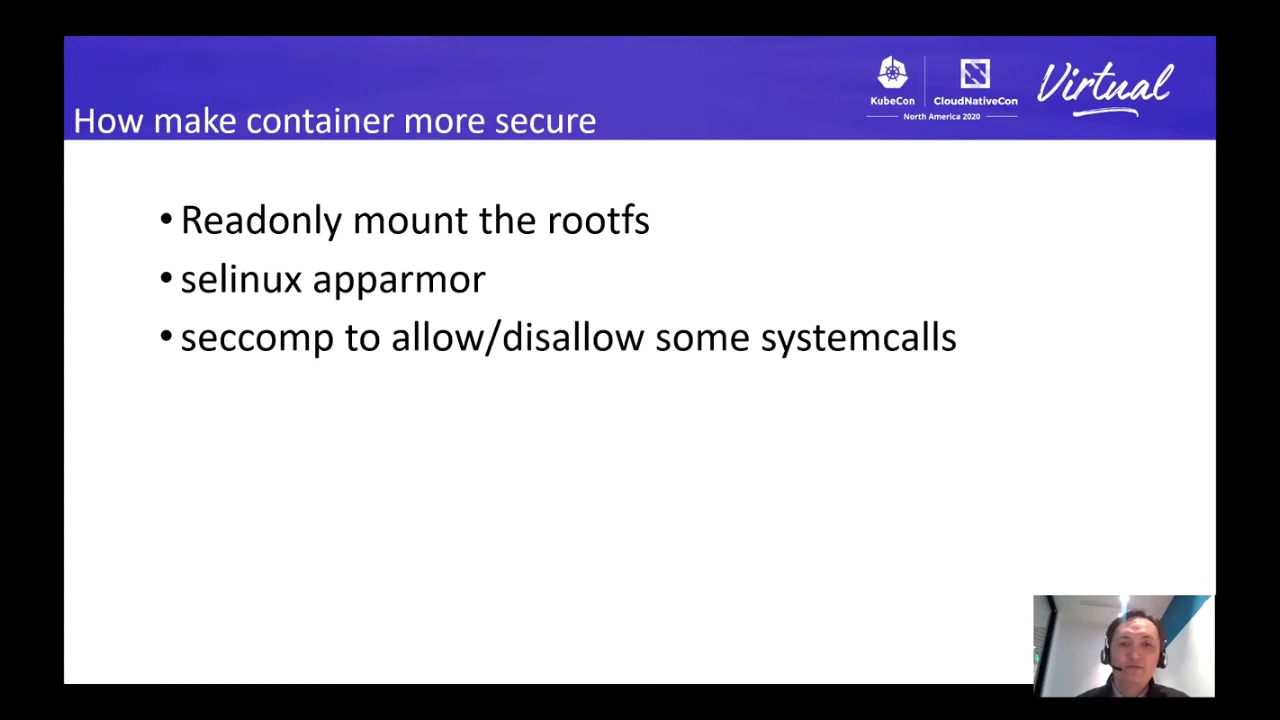 How make container more secure
KubeCon
CloudNativeCon
North America 2020
Virtual
• Readonly mount the rootfs
• selinux apparmor
• seccomp to allow/disallow some systemcalls